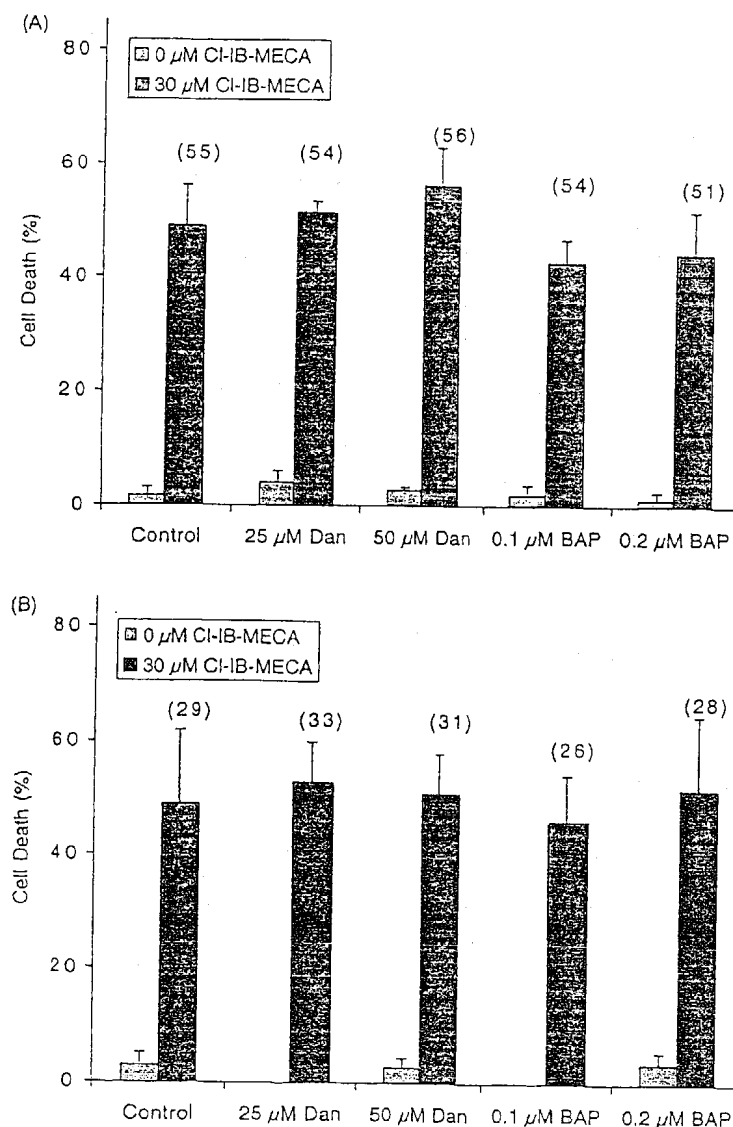 (A)
80
60
40
20
0
Cell Death (%)
0 µM Cl-IB-MECA
30 µM Cl-IB-MECA
(55)
(54)
(56)
(54)
(51)
Control
25 µM Dan
50 µM Dan
0.1 µM BAP
0.2 µM BAP
(B)
80
60
40
20
0
Cell Death (%)
0 µM Cl-IB-MECA
30 µM Cl-IB-MECA
(29)
(33)
(31)
(26)
(28)
Control
25 µM Dan
50 µM Dan
0.1 µM BAP
0.2 µM BAP